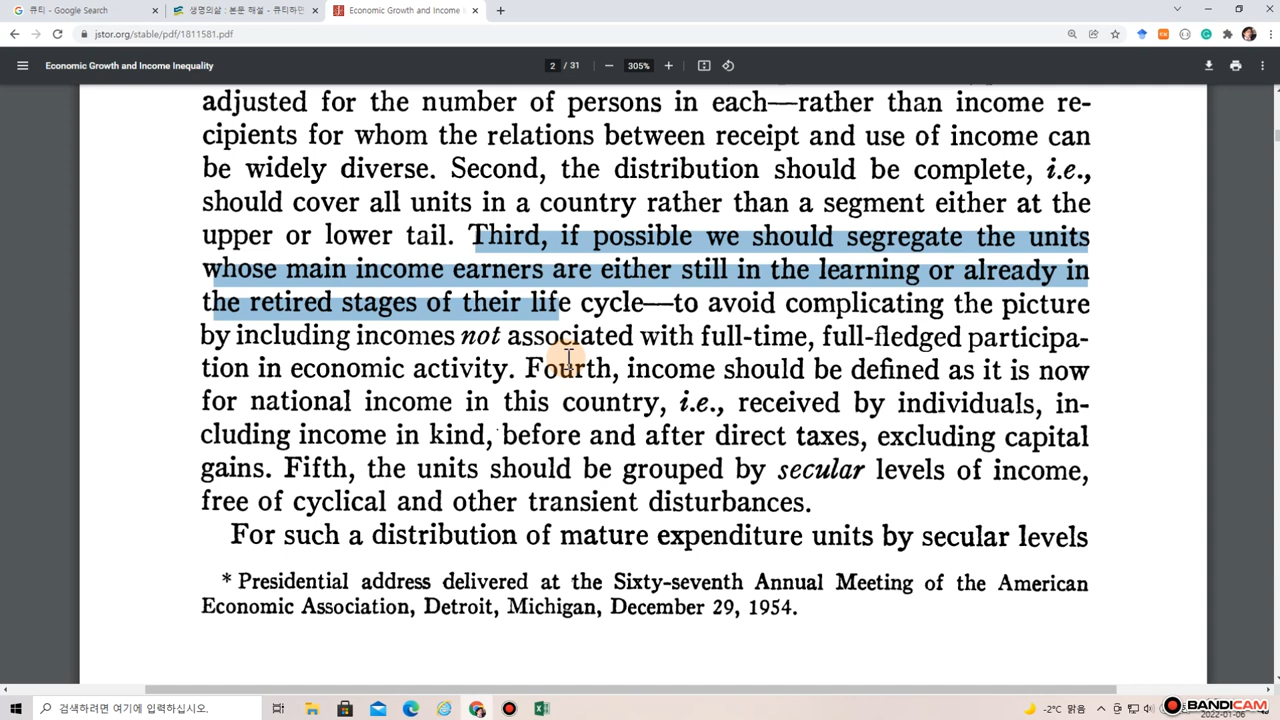 큐티 - Google Search
생명의삶 : 본문 해설 - 큐티하면
Economic Growth and Income I
jstor.org/stable/pdf/1811581.pdf
Economic Growth and Income Inequality
2 / 31
305%
adjusted for the number of persons in each—rather than income re-
cipients for whom the relations between receipt and use of income can
be widely diverse. Second, the distribution should be complete, i.e.,
should cover all units in a country rather than a segment either at the
upper or lower tail. Third, if possible we should segregate the units
whose main income earners are either still in the learning or already in
the retired stages of their life cycle—to avoid complicating the picture
by including incomes not associated with full-time, full-fledged participa-
tion in economic activity. Fourth, income should be defined as it is now
for national income in this country, i.e., received by individuals, in-
cluding income in kind, before and after direct taxes, excluding capital
gains. Fifth, the units should be grouped by secular levels of income,
free of cyclical and other transient disturbances.
For such a distribution of mature expenditure units by secular levels
* Presidential address delivered at the Sixty-seventh Annual Meeting of the American
Economic Association, Detroit, Michigan, December 29, 1954.
검색하려면 여기에 입력하십시오.
-2°C 맑음
BANDICAM
2022-01-06